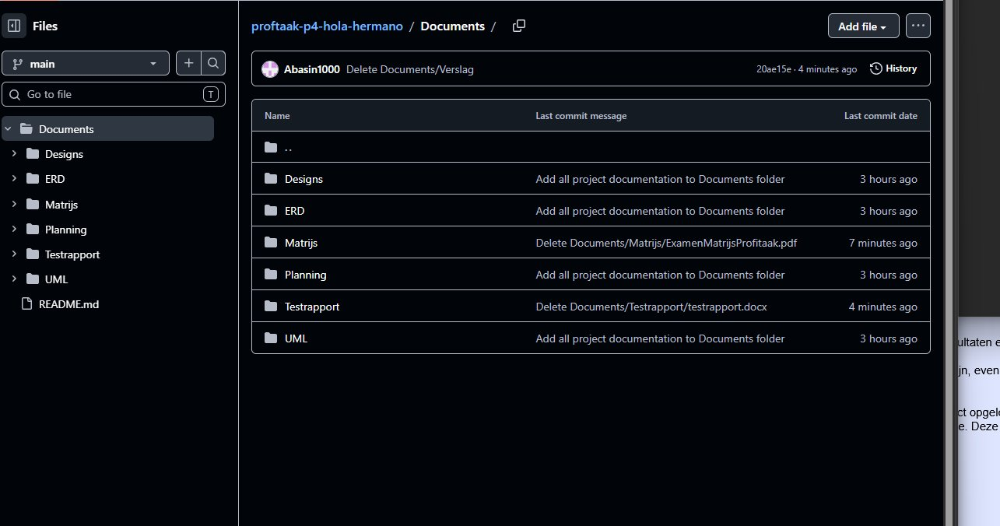 Files
proftaak-p4-hola-hermano / Documents /
Add file
main
Go to file
T
Abasin1000 Delete Documents/Verslag
20ae15e · 4 minutes ago
History
Name Last commit message Last commit date
Documents
Designs
ERD
Matrijs
Planning
Testrapport
UML
README.md
..
Designs Add all project documentation to Documents folder 3 hours ago
ERD Add all project documentation to Documents folder 3 hours ago
Matrijs Delete Documents/Matrijs/ExamenMatrijsProfitaak.pdf 7 minutes ago
Planning Add all project documentation to Documents folder 3 hours ago
Testrapport Delete Documents/Testrapport/testrapport.docx 4 minutes ago
UML Add all project documentation to Documents folder 3 hours ago
ultaten e
jn, even
ct opgel
e. Deze